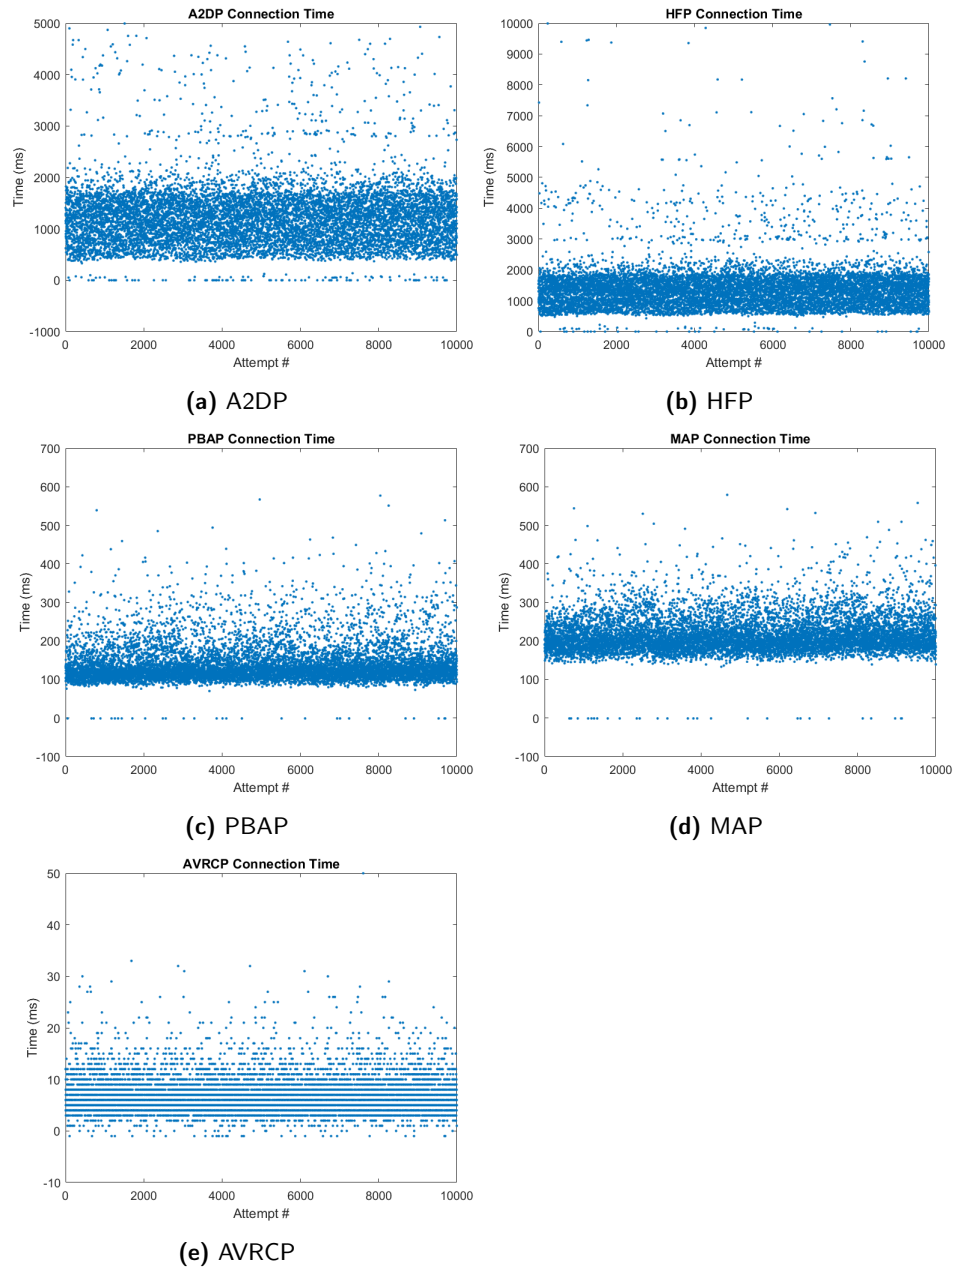 A2DP Connection Time
5000
4000
3000
2000
1000
0
-1000
Time (ms)
0 2000 4000 6000 8000 10000
Attempt #
(a) A2DP
HFP Connection Time
10000
9000
8000
7000
6000
5000
4000
3000
2000
1000
0
Time (ms)
0 2000 4000 6000 8000 10000
Attempt #
(b) HFP
PBAP Connection Time
700
600
500
400
300
200
100
0
-100
Time (ms)
0 2000 4000 6000 8000 10000
Attempt #
(c) PBAP
MAP Connection Time
700
600
500
400
300
200
100
0
-100
Time (ms)
0 2000 4000 6000 8000 10000
Attempt #
(d) MAP
AVRCP Connection Time
50
40
30
20
10
0
-10
Time (ms)
0 2000 4000 6000 8000 10000
Attempt #
(e) AVRCP